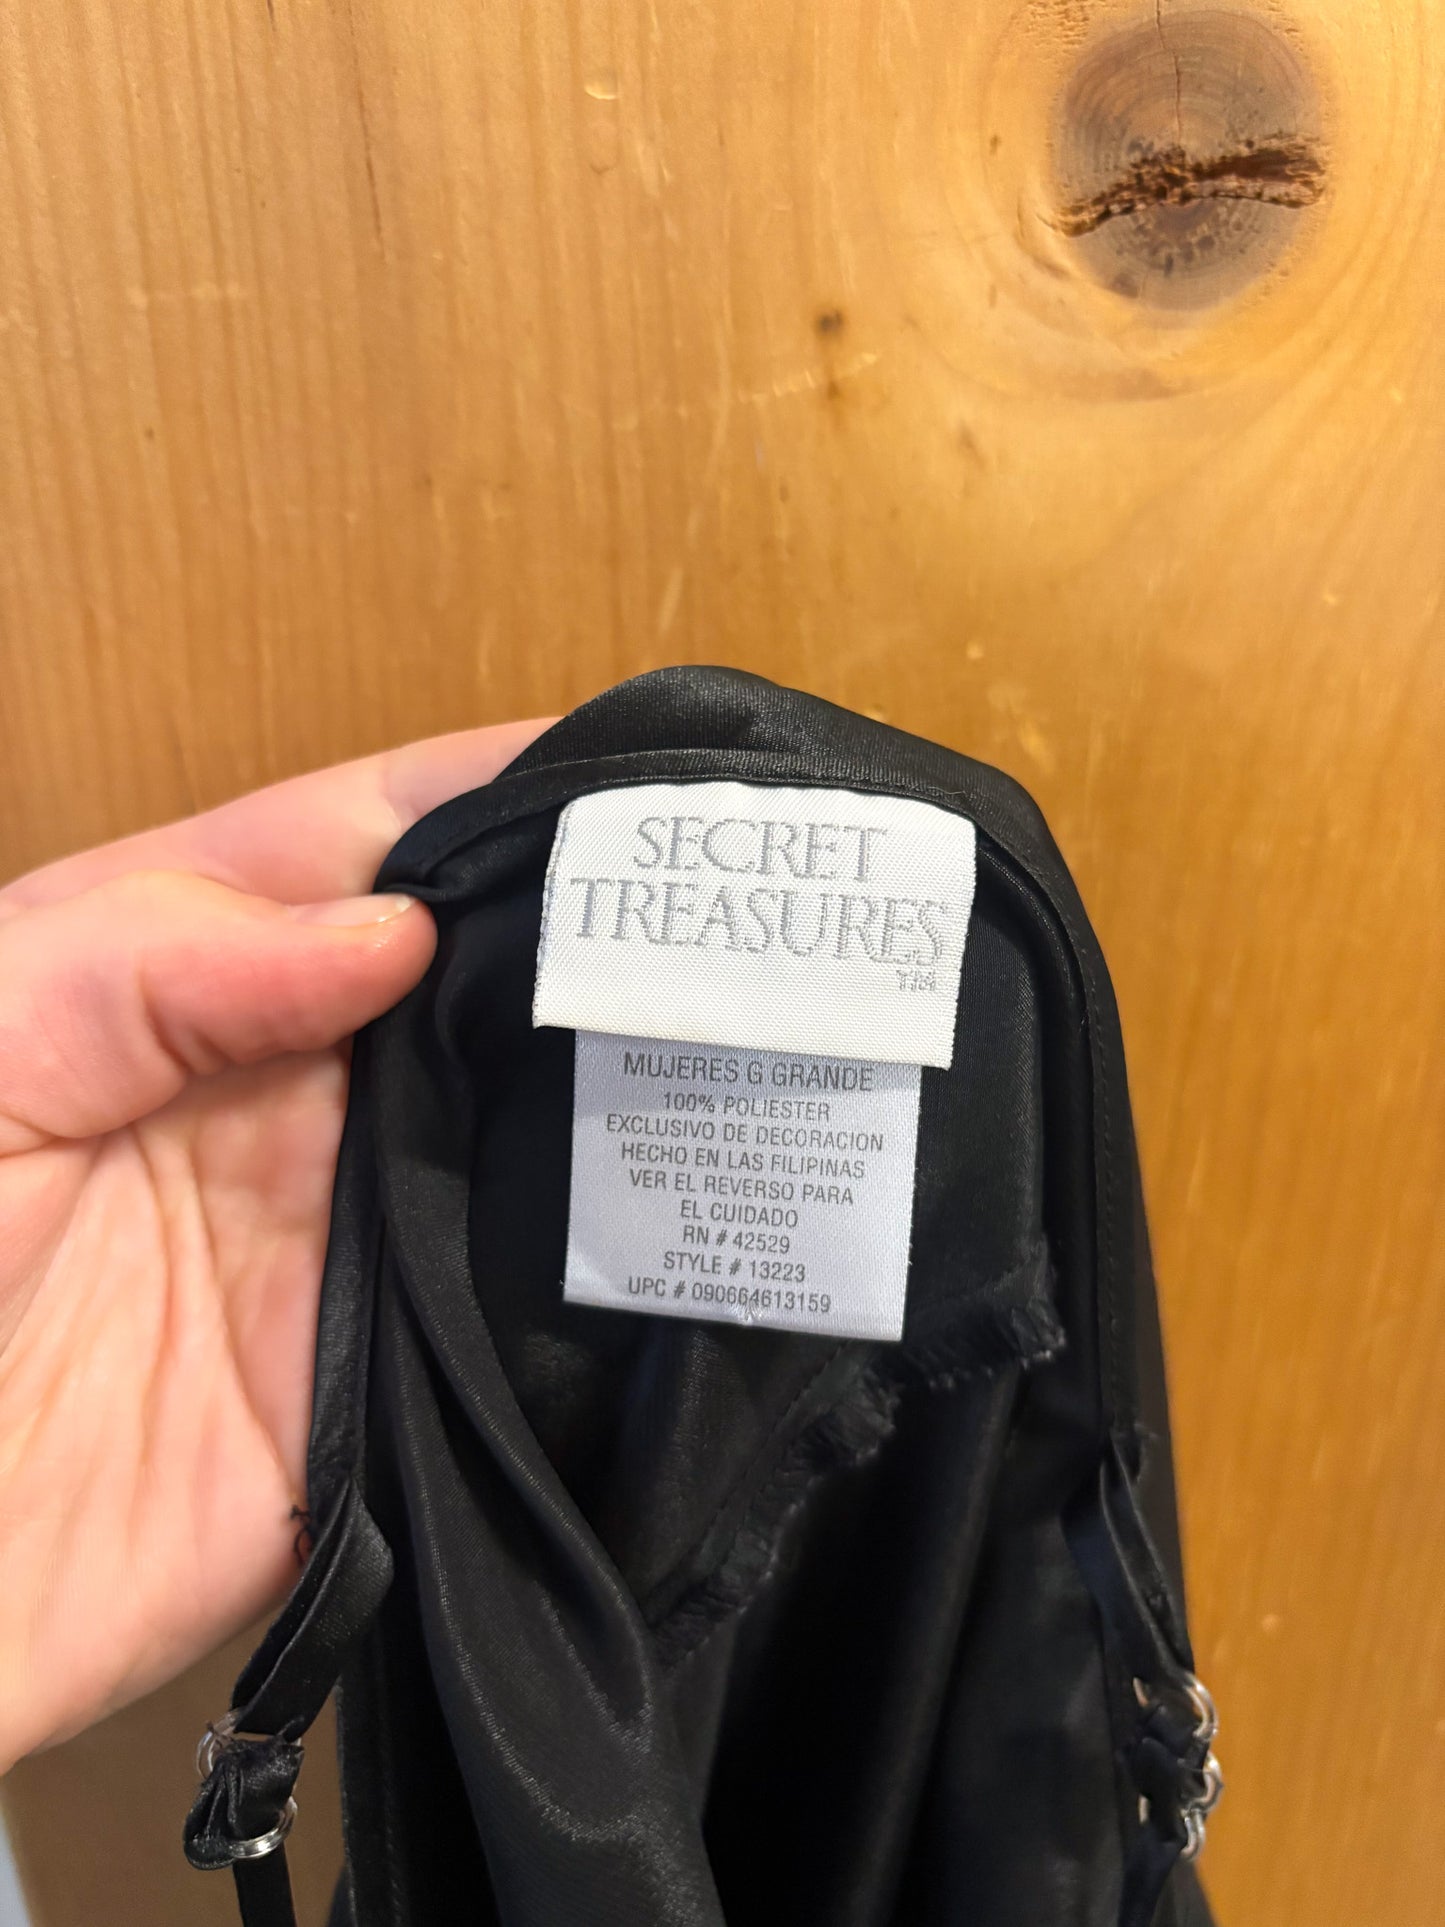 SECRET
TREASURES
TM
MUJERES G GRANDE
100% POLIESTER
EXCLUSIVO DE DECORACION
HECHO EN LAS FILIPINAS
VER EL REVERSO PARA
EL CUIDADO
RN # 42529
STYLE # 13223
UPC # 090664613159